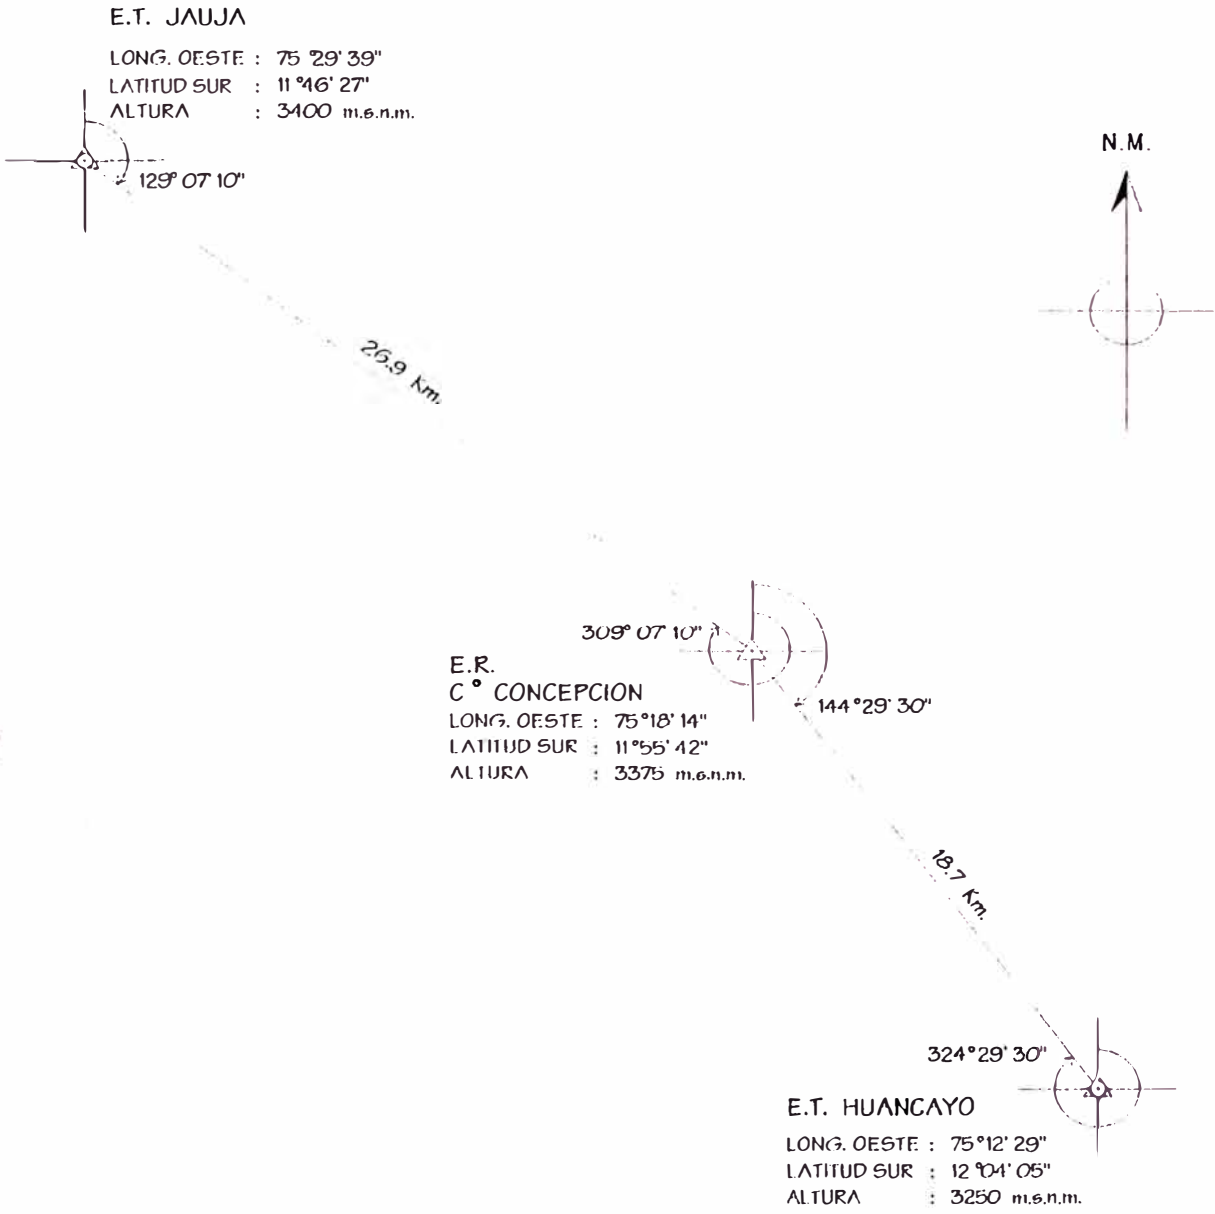 E.T. JAUJA
LONG. OESTE : 75 °29' 39"
LATITUD SUR : 11 °46' 27"
ALTURA : 3400 m.s.n.m.
N.M.
129° 07' 10"
26.9 Km.
309° 07' 10"
E.R.
C° CONCEPCION
LONG. OESTE : 75°18' 14"
LATITUD SUR : 11°55' 42"
ALTURA : 3375 m.s.n.m.
144°29' 30"
18.7 Km.
324°29' 30"
E.T. HUANCAYO
LONG. OESTE : 75°12' 29"
LATITUD SUR : 12 °04' 05"
ALTURA : 3250 m.s.n.m.